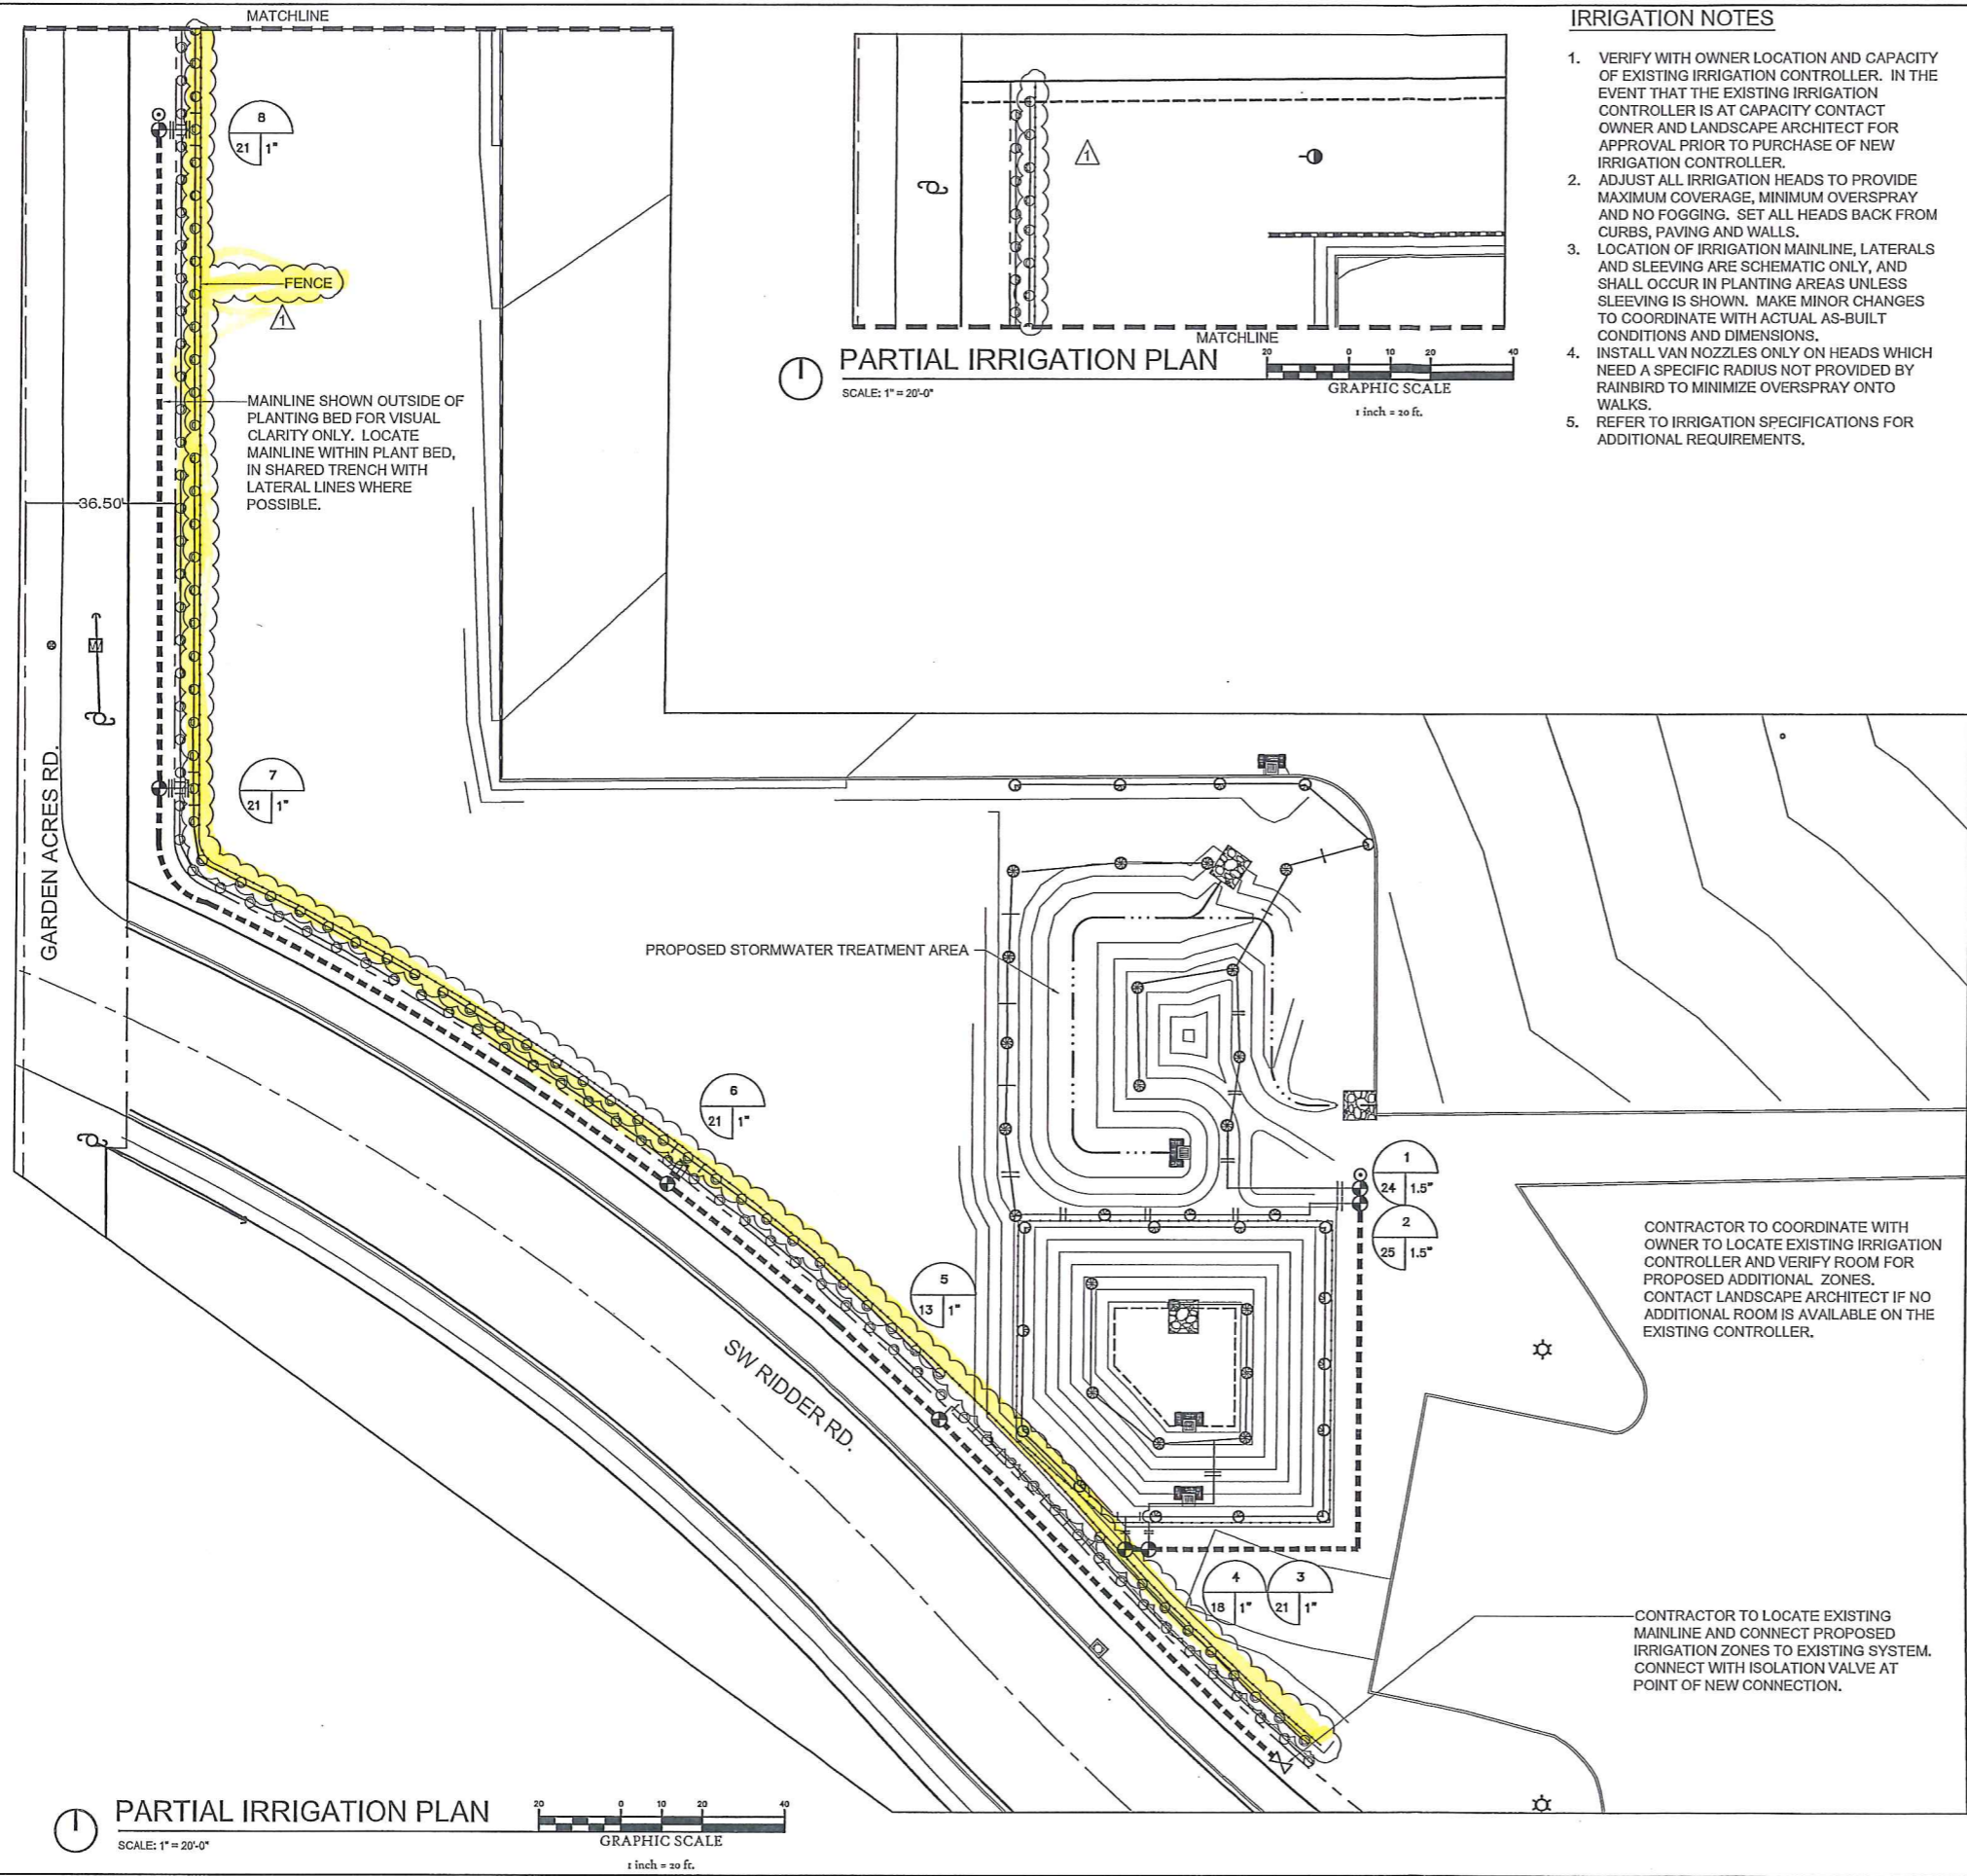 MATCHLINE
8
21 1"
FENCE
1
MAINLINE SHOWN OUTSIDE OF
PLANTING BED FOR VISUAL
CLARITY ONLY. LOCATE
MAINLINE WITHIN PLANT BED,
IN SHARED TRENCH WITH
LATERAL LINES WHERE
POSSIBLE.
36.50'
W
GARDEN ACRES RD.
7
21 1"
1
MATCHLINE
PARTIAL IRRIGATION PLAN
SCALE: 1" = 20'-0"
20 0 10 20 40
GRAPHIC SCALE
1 inch = 20 ft.
IRRIGATION NOTES
1. VERIFY WITH OWNER LOCATION AND CAPACITY
OF EXISTING IRRIGATION CONTROLLER. IN THE
EVENT THAT THE EXISTING IRRIGATION
CONTROLLER IS AT CAPACITY CONTACT
OWNER AND LANDSCAPE ARCHITECT FOR
APPROVAL PRIOR TO PURCHASE OF NEW
IRRIGATION CONTROLLER.
2. ADJUST ALL IRRIGATION HEADS TO PROVIDE
MAXIMUM COVERAGE, MINIMUM OVERSPRAY
AND NO FOGGING. SET ALL HEADS BACK FROM
CURBS, PAVING AND WALLS.
3. LOCATION OF IRRIGATION MAINLINE, LATERALS
AND SLEEVING ARE SCHEMATIC ONLY, AND
SHALL OCCUR IN PLANTING AREAS UNLESS
SLEEVING IS SHOWN. MAKE MINOR CHANGES
TO COORDINATE WITH ACTUAL AS-BUILT
CONDITIONS AND DIMENSIONS.
4. INSTALL VAN NOZZLES ONLY ON HEADS WHICH
NEED A SPECIFIC RADIUS NOT PROVIDED BY
RAINBIRD TO MINIMIZE OVERSPRAY ONTO
WALKS.
5. REFER TO IRRIGATION SPECIFICATIONS FOR
ADDITIONAL REQUIREMENTS.
PROPOSED STORMWATER TREATMENT AREA
6
21 1"
5
13 1"
SW RIDDER RD.
1
24 1.5"
2
25 1.5"
CONTRACTOR TO COORDINATE WITH
OWNER TO LOCATE EXISTING IRRIGATION
CONTROLLER AND VERIFY ROOM FOR
PROPOSED ADDITIONAL ZONES.
CONTACT LANDSCAPE ARCHITECT IF NO
ADDITIONAL ROOM IS AVAILABLE ON THE
EXISTING CONTROLLER.
4
18 1"
3
21 1"
CONTRACTOR TO LOCATE EXISTING
MAINLINE AND CONNECT PROPOSED
IRRIGATION ZONES TO EXISTING SYSTEM.
CONNECT WITH ISOLATION VALVE AT
POINT OF NEW CONNECTION.
PARTIAL IRRIGATION PLAN
SCALE: 1" = 20'-0"
20 0 10 20 40
GRAPHIC SCALE
1 inch = 20 ft.